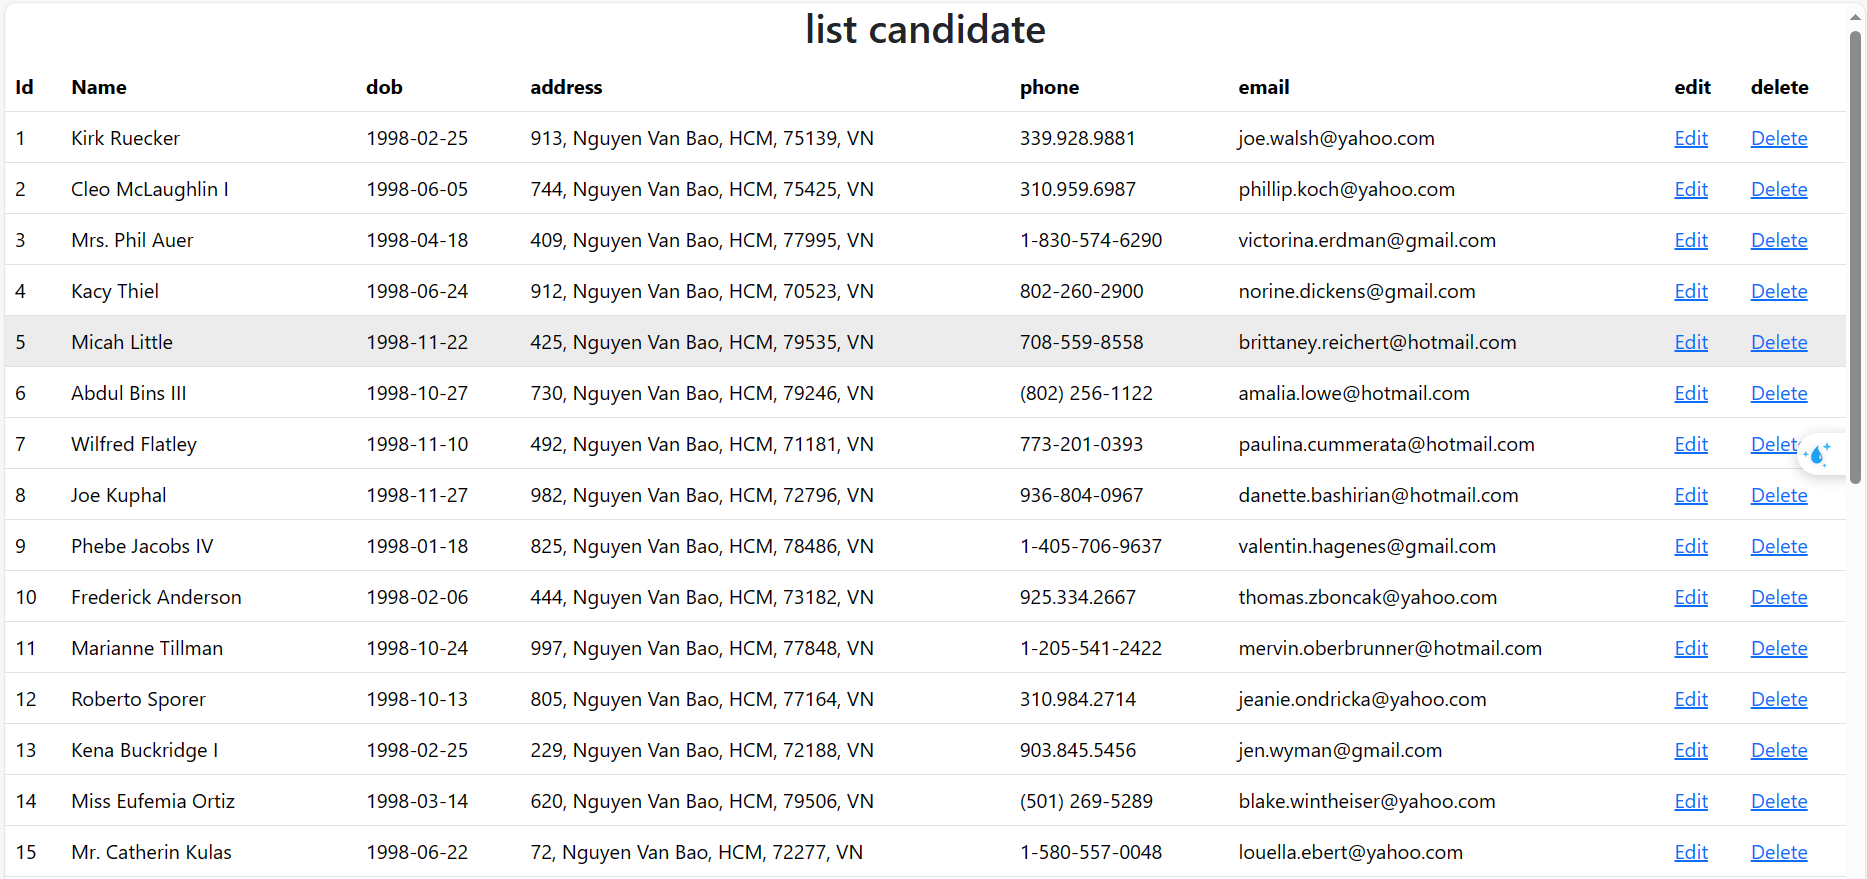 list candidate
Id Name dob address phone email edit delete
1 Kirk Ruecker 1998-02-25 913, Nguyen Van Bao, HCM, 75139, VN 339.928.9881 joe.walsh@yahoo.com Edit Delete
2 Cleo McLaughlin I 1998-06-05 744, Nguyen Van Bao, HCM, 75425, VN 310.959.6987 phillip.koch@yahoo.com Edit Delete
3 Mrs. Phil Auer 1998-04-18 409, Nguyen Van Bao, HCM, 77995, VN 1-830-574-6290 victorina.erdman@gmail.com Edit Delete
4 Kacy Thiel 1998-06-24 912, Nguyen Van Bao, HCM, 70523, VN 802-260-2900 norine.dickens@gmail.com Edit Delete
5 Micah Little 1998-11-22 425, Nguyen Van Bao, HCM, 79535, VN 708-559-8558 brittaney.reichert@hotmail.com Edit Delete
6 Abdul Bins III 1998-10-27 730, Nguyen Van Bao, HCM, 79246, VN (802) 256-1122 amalia.lowe@hotmail.com Edit Delete
7 Wilfred Flatley 1998-11-10 492, Nguyen Van Bao, HCM, 71181, VN 773-201-0393 paulina.cummerata@hotmail.com Edit Delete
8 Joe Kuphal 1998-11-27 982, Nguyen Van Bao, HCM, 72796, VN 936-804-0967 danette.bashirian@hotmail.com Edit Delete
9 Phebe Jacobs IV 1998-01-18 825, Nguyen Van Bao, HCM, 78486, VN 1-405-706-9637 valentin.hagenes@gmail.com Edit Delete
10 Frederick Anderson 1998-02-06 444, Nguyen Van Bao, HCM, 73182, VN 925.334.2667 thomas.zboncak@yahoo.com Edit Delete
11 Marianne Tillman 1998-10-24 997, Nguyen Van Bao, HCM, 77848, VN 1-205-541-2422 mervin.oberbrunner@hotmail.com Edit Delete
12 Roberto Sporer 1998-10-13 805, Nguyen Van Bao, HCM, 77164, VN 310.984.2714 jeanie.ondricka@yahoo.com Edit Delete
13 Kena Buckridge I 1998-02-25 229, Nguyen Van Bao, HCM, 72188, VN 903.845.5456 jen.wyman@gmail.com Edit Delete
14 Miss Eufemia Ortiz 1998-03-14 620, Nguyen Van Bao, HCM, 79506, VN (501) 269-5289 blake.wintheiser@yahoo.com Edit Delete
15 Mr. Catherin Kulas 1998-06-22 72, Nguyen Van Bao, HCM, 72277, VN 1-580-557-0048 louella.ebert@yahoo.com Edit Delete